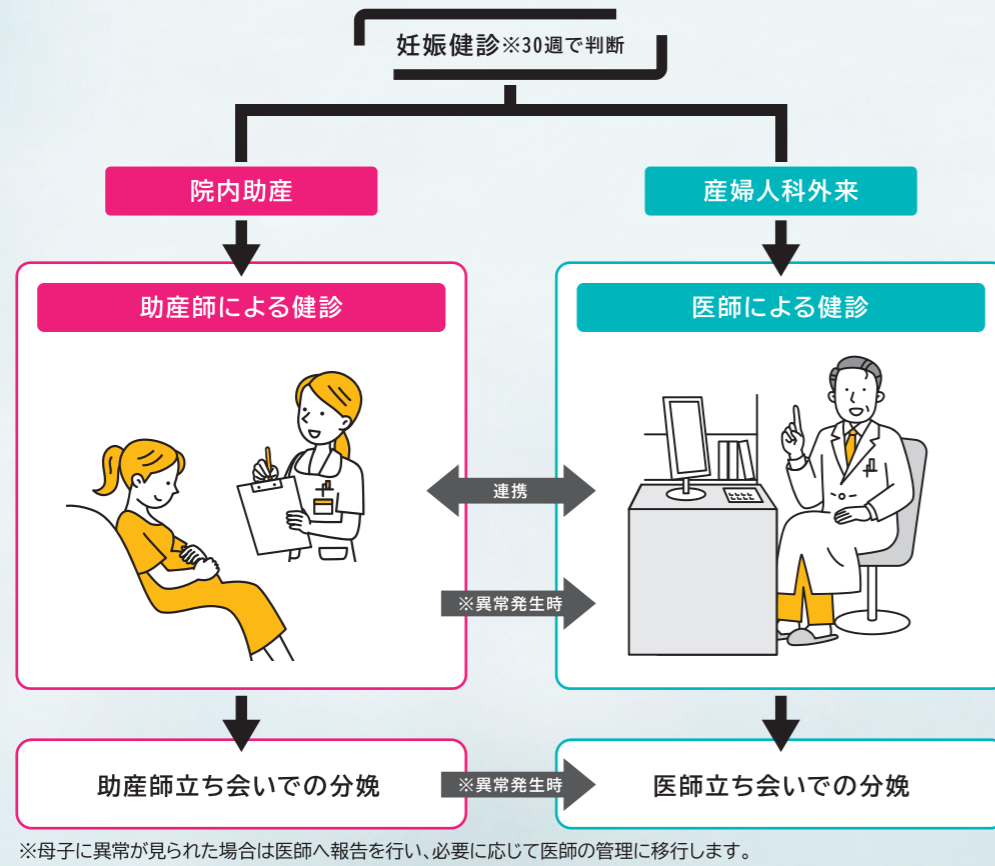 妊娠健診※30週で判断
院内助産
産婦人科外来
助産師による健診
医師による健診
連携
※異常発生時
助産師立ち会いでの分娩
※異常発生時
医師立ち会いでの分娩
※母子に異常が見られた場合は医師へ報告を行い、必要に応じて医師の管理に移行します。